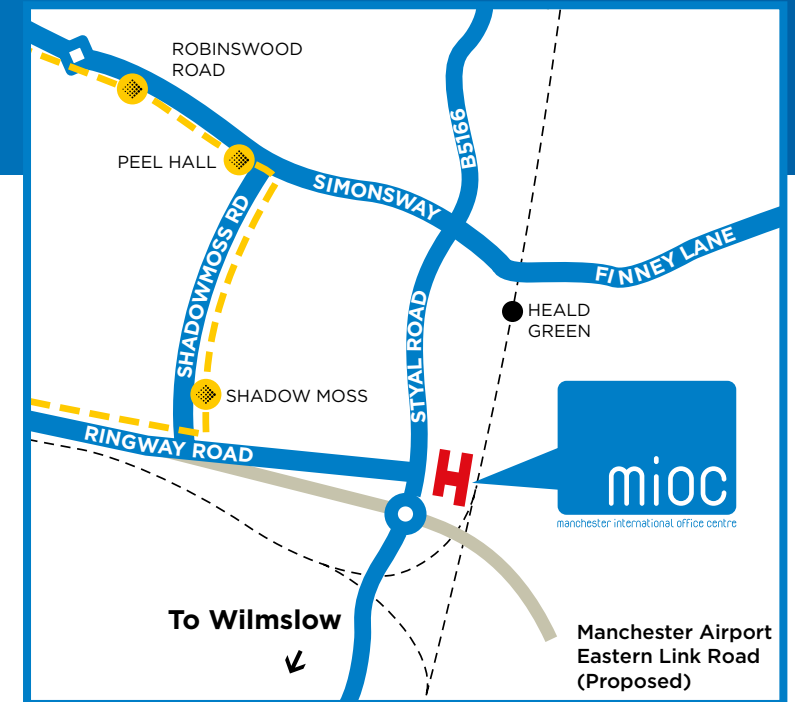 ROBINSWOOD
ROAD
B5166
PEEL HALL
SIMONSWAY
SHADOWMOSS RD
FINNEY LANE
HEALD
GREEN
STYAL ROAD
SHADOW MOSS
RINGWAY ROAD
mioc
manchester international office centre
To Wilmslow
Manchester Airport
Eastern Link Road
(Proposed)